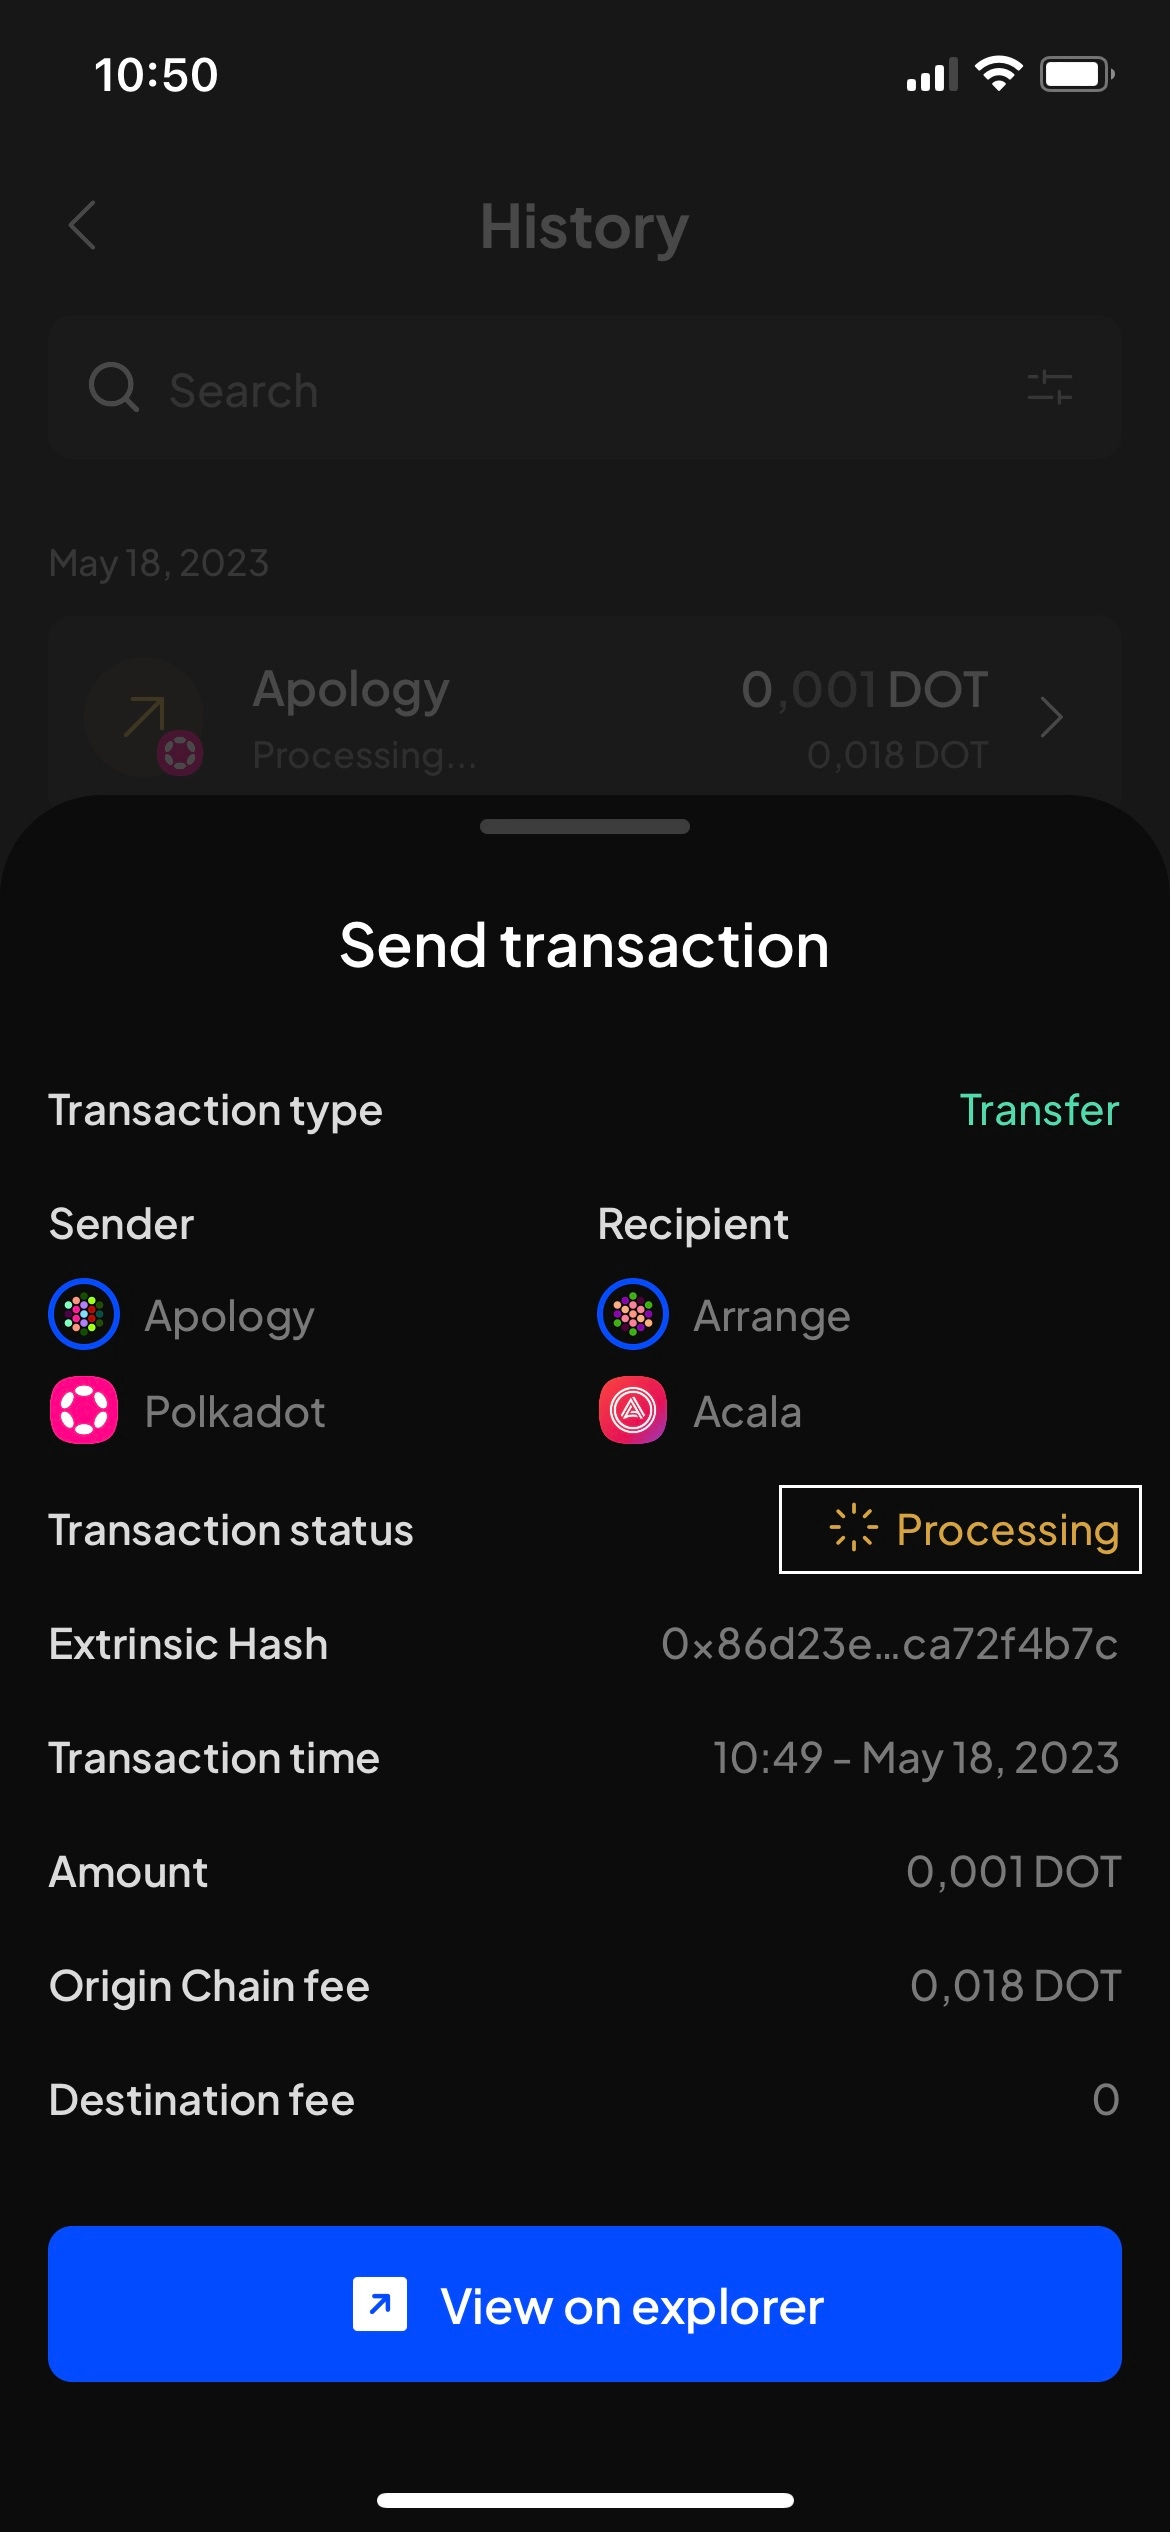 10:50
History
Search
May 18, 2023
Apology 0,001 DOT
Processing... 0,018 DOT
Send transaction
Transaction type Transfer
Sender Recipient
Apology Arrange
Polkadot Acala
Transaction status Processing
Extrinsic Hash 0x86d23e...ca72f4b7c
Transaction time 10:49 - May 18, 2023
Amount 0,001 DOT
Origin Chain fee 0,018 DOT
Destination fee 0
View on explorer